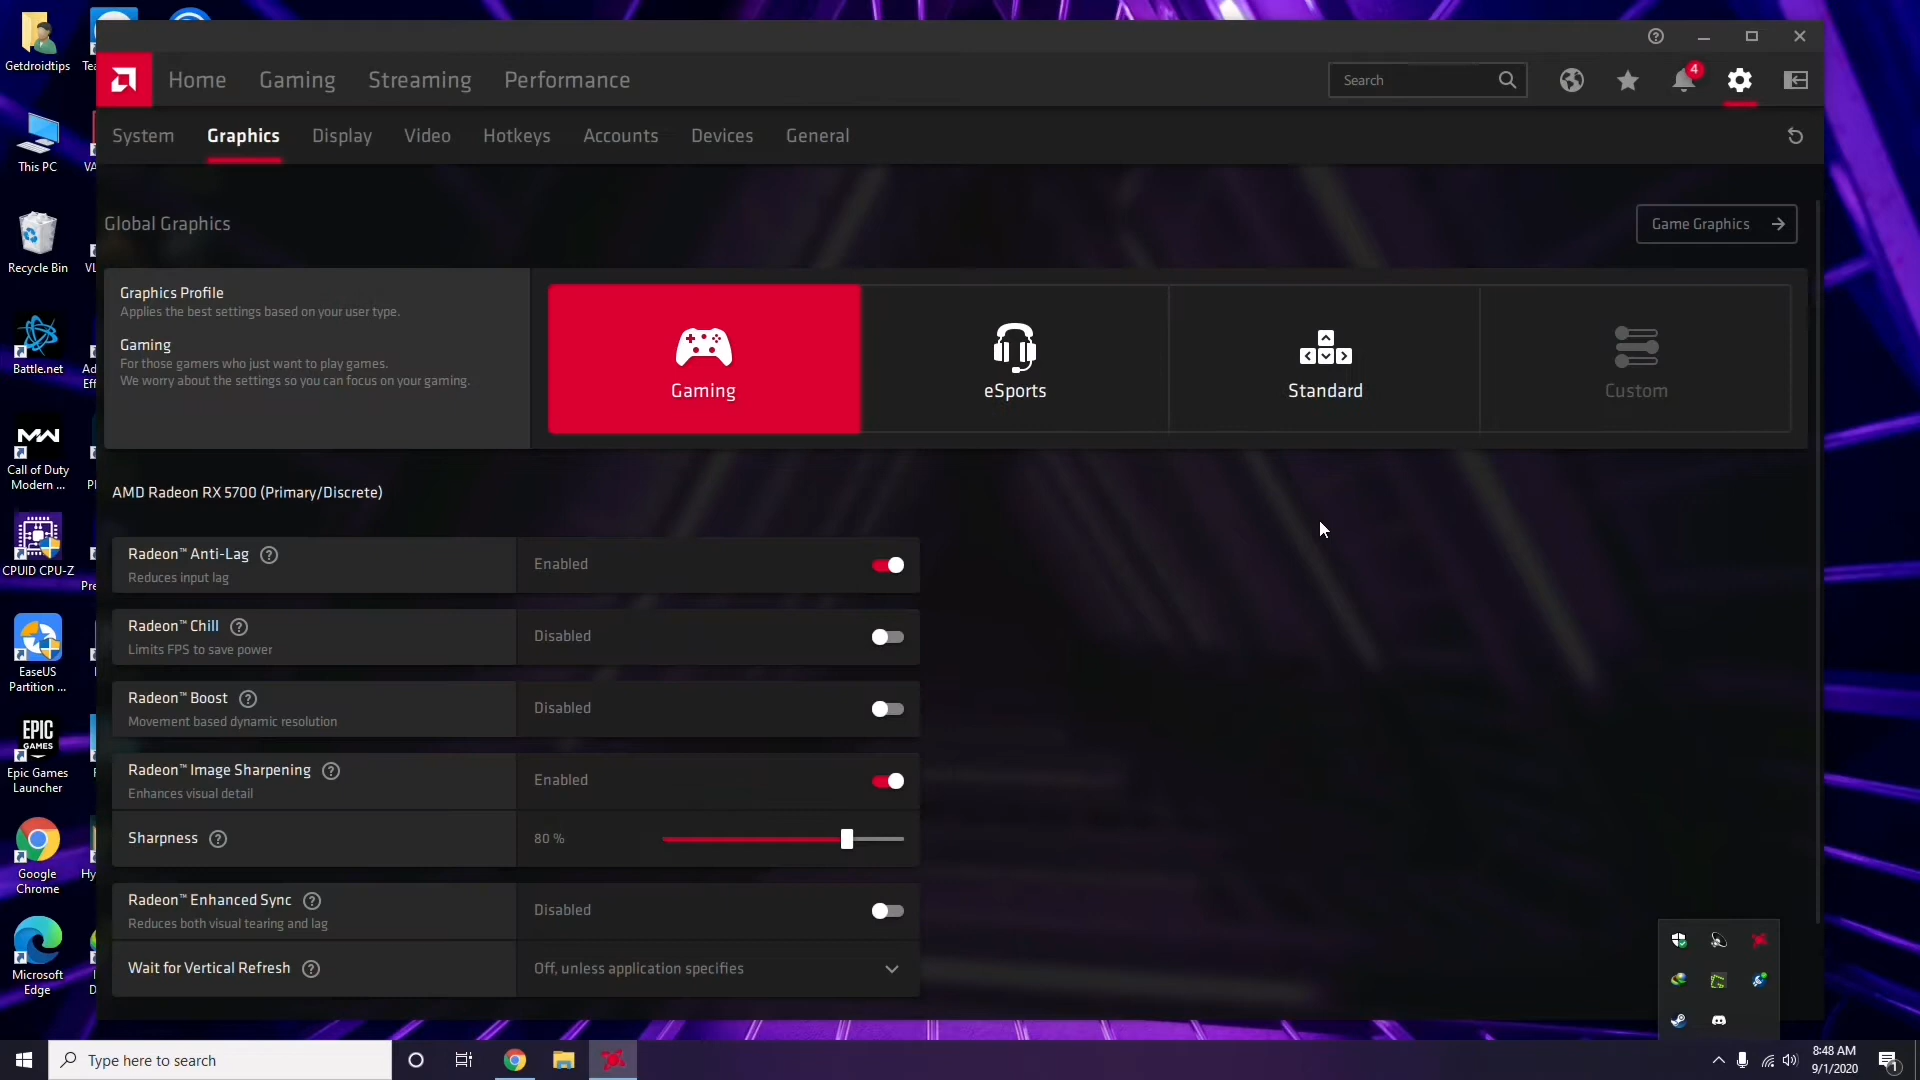 Getdroidtips
This PC
Recycle Bin
Battle.net
MW
Call of Duty
Modern ...
CPUID CPU-Z
EaseUS
Partition ...
EPIC
GAMES
Epic Games
Launcher
Google
Chrome
Microsoft
Edge
Home
Gaming
Streaming
Performance
Search
4
System
Graphics
Display
Video
Hotkeys
Accounts
Devices
General
Global Graphics
Game Graphics
Graphics Profile
Applies the best settings based on your user type.
Gaming
For those gamers who just want to play games.
We worry about the settings so you can focus on your gaming.
Gaming
eSports
Standard
Custom
AMD Radeon RX 5700 (Primary/Discrete)
Radeon™ Anti-Lag
Reduces input lag
Enabled
Radeon™ Chill
Limits FPS to save power
Disabled
Radeon™ Boost
Movement based dynamic resolution
Disabled
Radeon™ Image Sharpening
Enhances visual detail
Enabled
Sharpness
80 %
Radeon™ Enhanced Sync
Reduces both visual tearing and lag
Disabled
Wait for Vertical Refresh
Off, unless application specifies
Type here to search
8:48 AM
9/1/2020
1